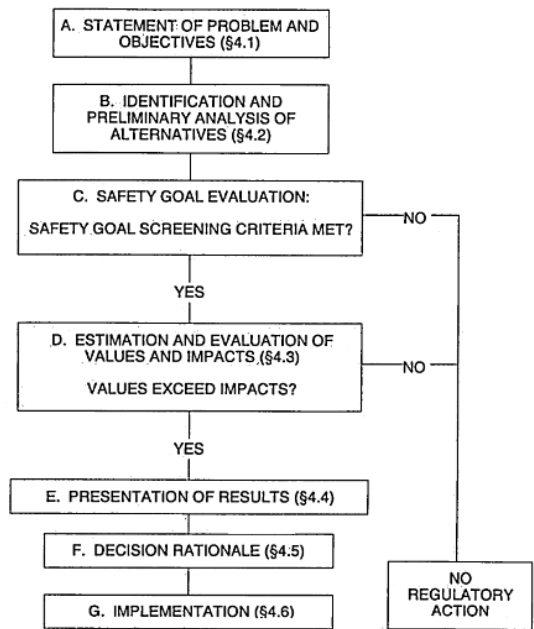 A. STATEMENT OF PROBLEM AND
OBJECTIVES (§4.1)
B. IDENTIFICATION AND
PRELIMINARY ANALYSIS OF
ALTERNATIVES (§4.2)
C. SAFETY GOAL EVALUATION:
SAFETY GOAL SCREENING CRITERIA MET?
NO
YES
D. ESTIMATION AND EVALUATION OF
VALUES AND IMPACTS (§4.3)
VALUES EXCEED IMPACTS?
NO
YES
E. PRESENTATION OF RESULTS (§4.4)
F. DECISION RATIONALE (§4.5)
G. IMPLEMENTATION (§4.6)
NO
REGULATORY
ACTION